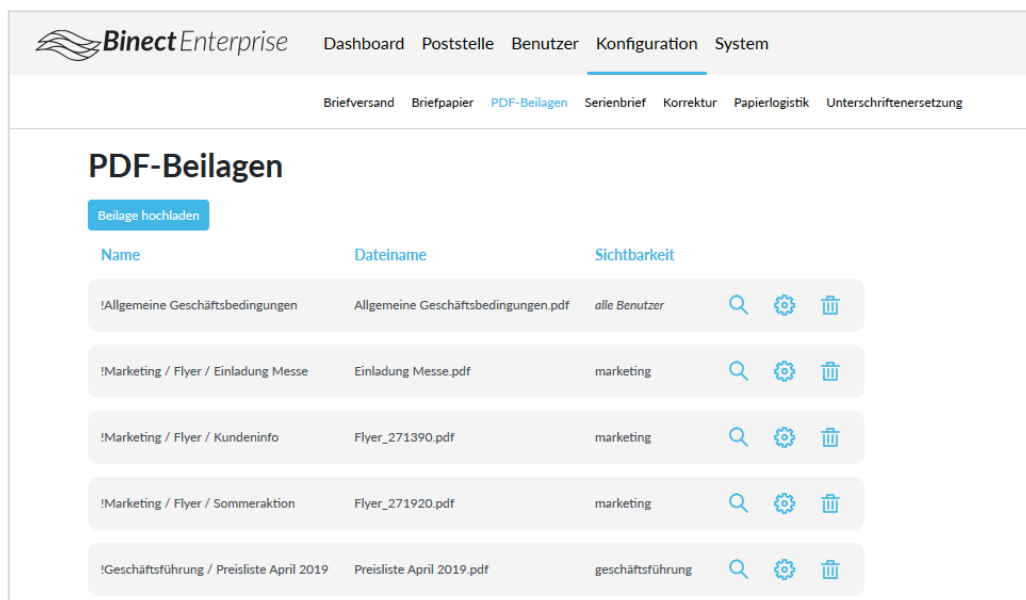 Binect Enterprise Dashboard Poststelle Benutzer Konfiguration System
Briefversand Briefpapier PDF-Beilagen Serienbrief Korrektur Papierlogistik Unterschriftenersetzung
PDF-Beilagen
Beilage hochladen
Name Dateiname Sichtbarkeit
!Allgemeine Geschäftsbedingungen Allgemeine Geschäftsbedingungen.pdf alle Benutzer
!Marketing / Flyer / Einladung Messe Einladung Messe.pdf marketing
!Marketing / Flyer / Kundeninfo Flyer_271390.pdf marketing
!Marketing / Flyer / Sommeraktion Flyer_271920.pdf marketing
!Geschäftsführung / Preisliste April 2019 Preisliste April 2019.pdf geschäftsführung